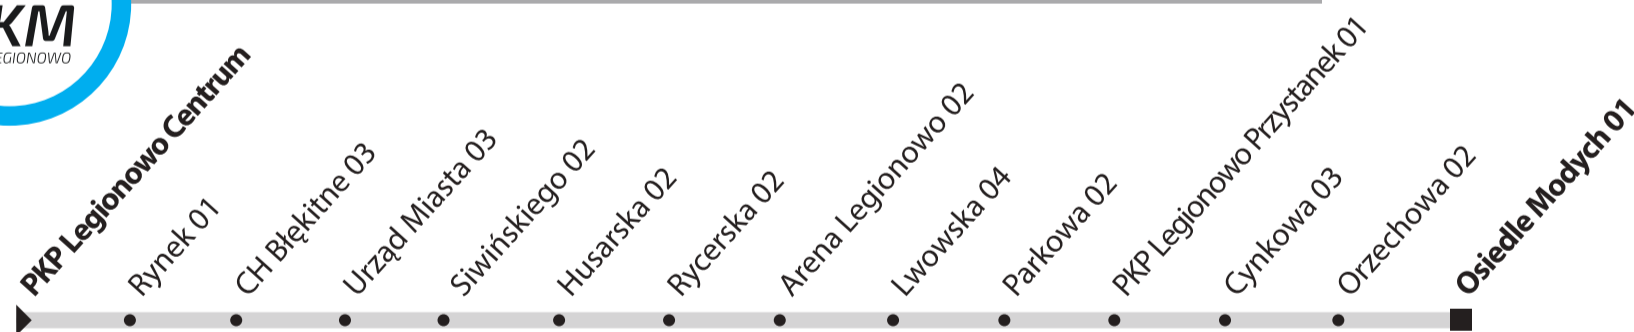 KM
EGIONOWO
PKP Legionowo Centrum
Rynek 01
CH Błękitne 03
Urząd Miasta 03
Siwińskiego 02
Husarska 02
Rycerska 02
Arena Legionowo 02
Lwowska 04
Parkowa 02
PKP Legionowo Przystanek 01
Cynkowa 03
Orzechowa 02
Osiedle Modych 01